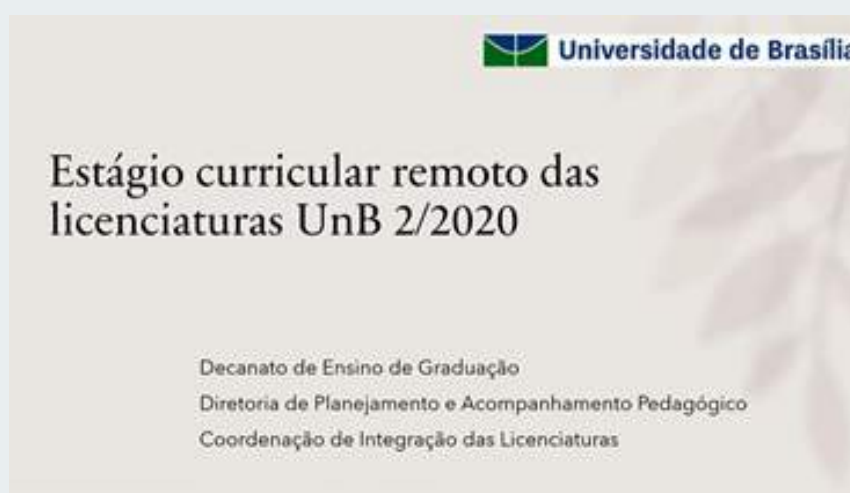 Universidade de Brasília
Estágio curricular remoto das
licenciaturas UnB 2/2020
Decanato de Ensino de Graduação
Diretoria de Planejamento e Acompanhamento Pedagógico
Coordenação de Integração das Licenciaturas